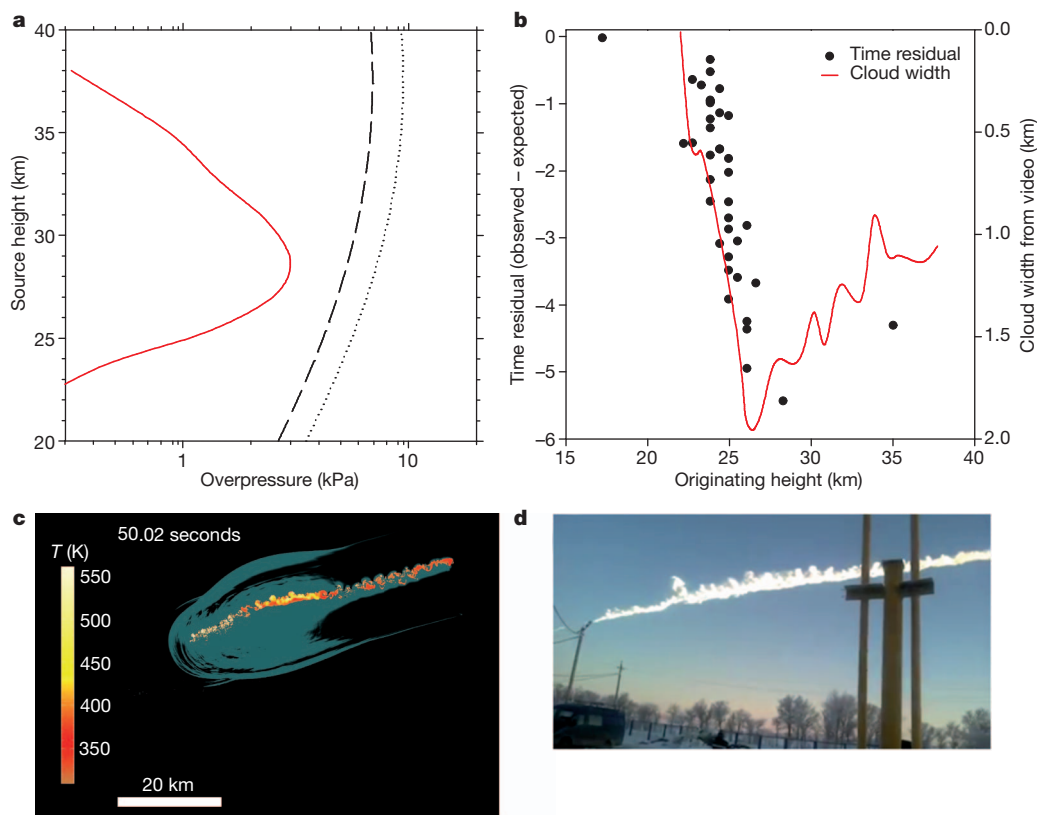 a
40
35
30
25
20
Source height (km)
1
10
Overpressure (kPa)
b
0
–1
–2
–3
–4
–5
–6
Time residual (observed – expected)
Time residual
Cloud width
0.0
0.5
1.0
1.5
2.0
Cloud width from video (km)
15
20
25
30
35
40
Originating height (km)
c
50.02 seconds
T (K)
550
500
450
400
350
20 km
d